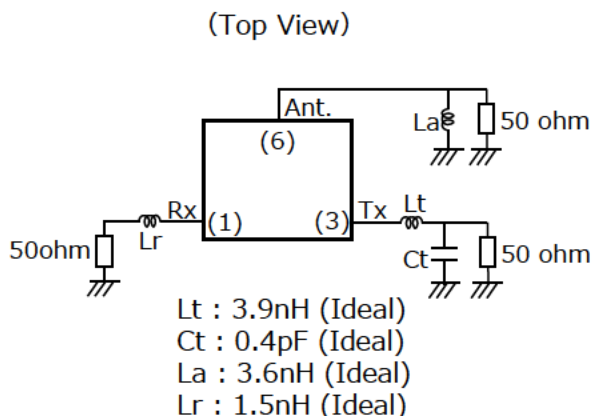 (Top View)
Ant.
(6)
La
50 ohm
Rx
(1)
(3)
Tx
Lt
50ohm
Lr
Ct
50 ohm
Lt : 3.9nH (Ideal)
Ct : 0.4pF (Ideal)
La : 3.6nH (Ideal)
Lr : 1.5nH (Ideal)